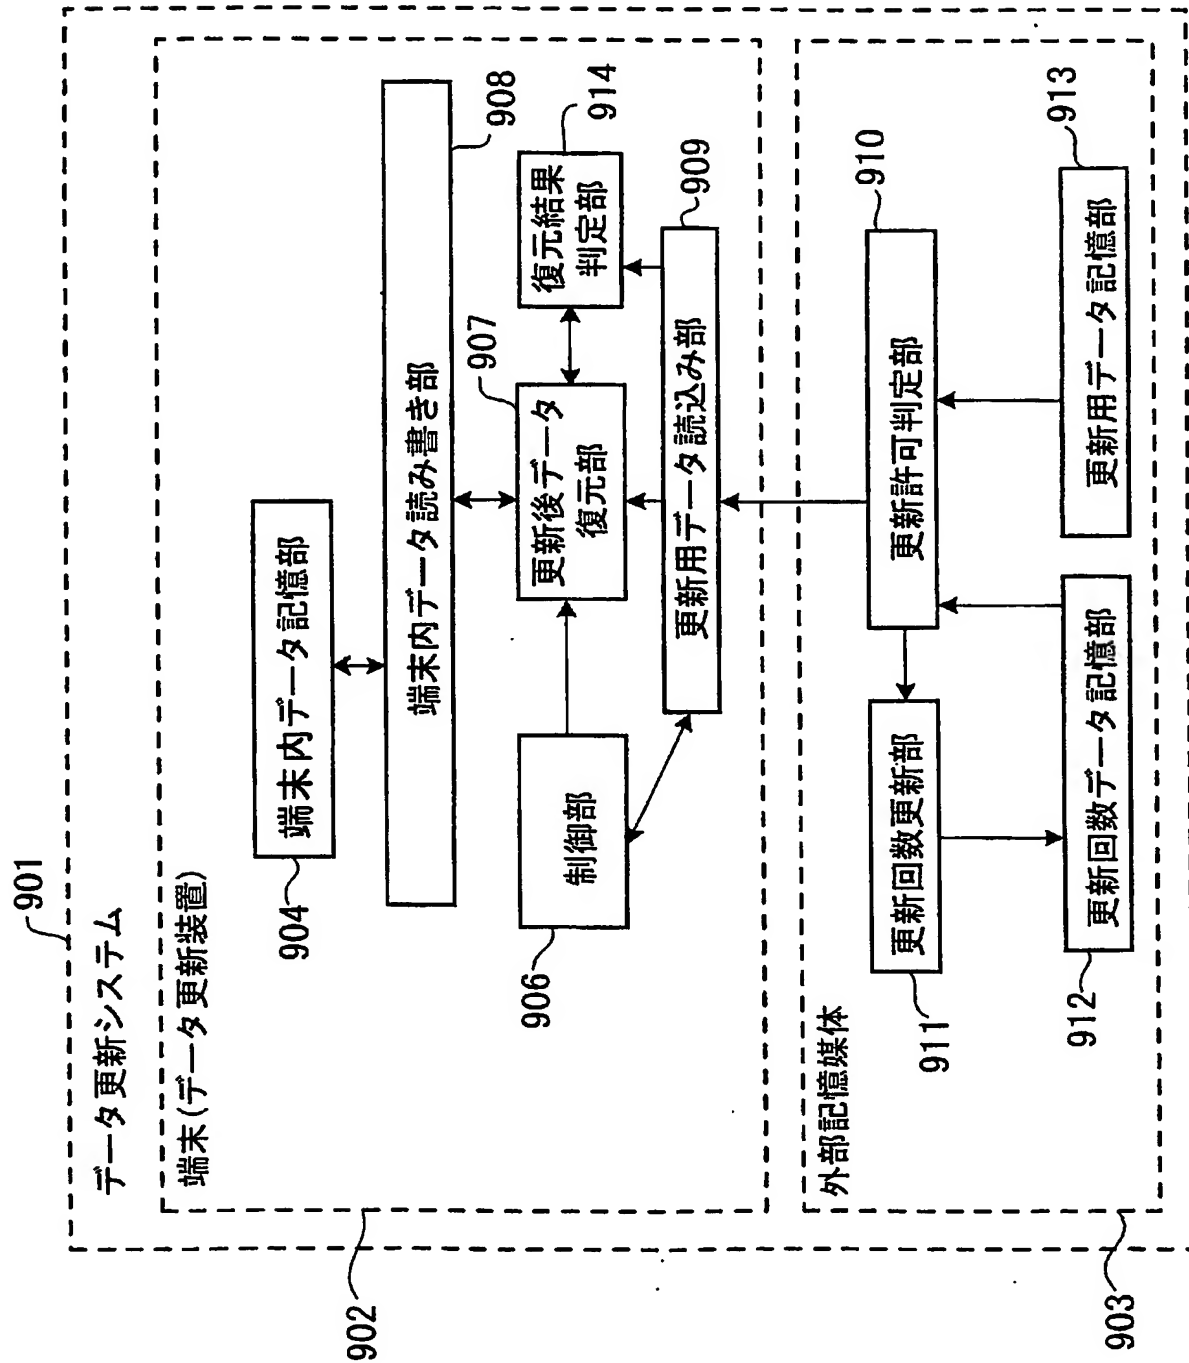 901
データ更新システム
902
端末(データ更新装置)
904
端末内データ記憶部
908
端末内データ読み書き部
906
制御部
907
更新後データ
復元部
914
復元結果
判定部
909
更新用データ読込み部
903
外部記憶媒体
910
更新許可判定部
911
更新回数更新部
912
更新回数データ記憶部
913
更新用データ記憶部